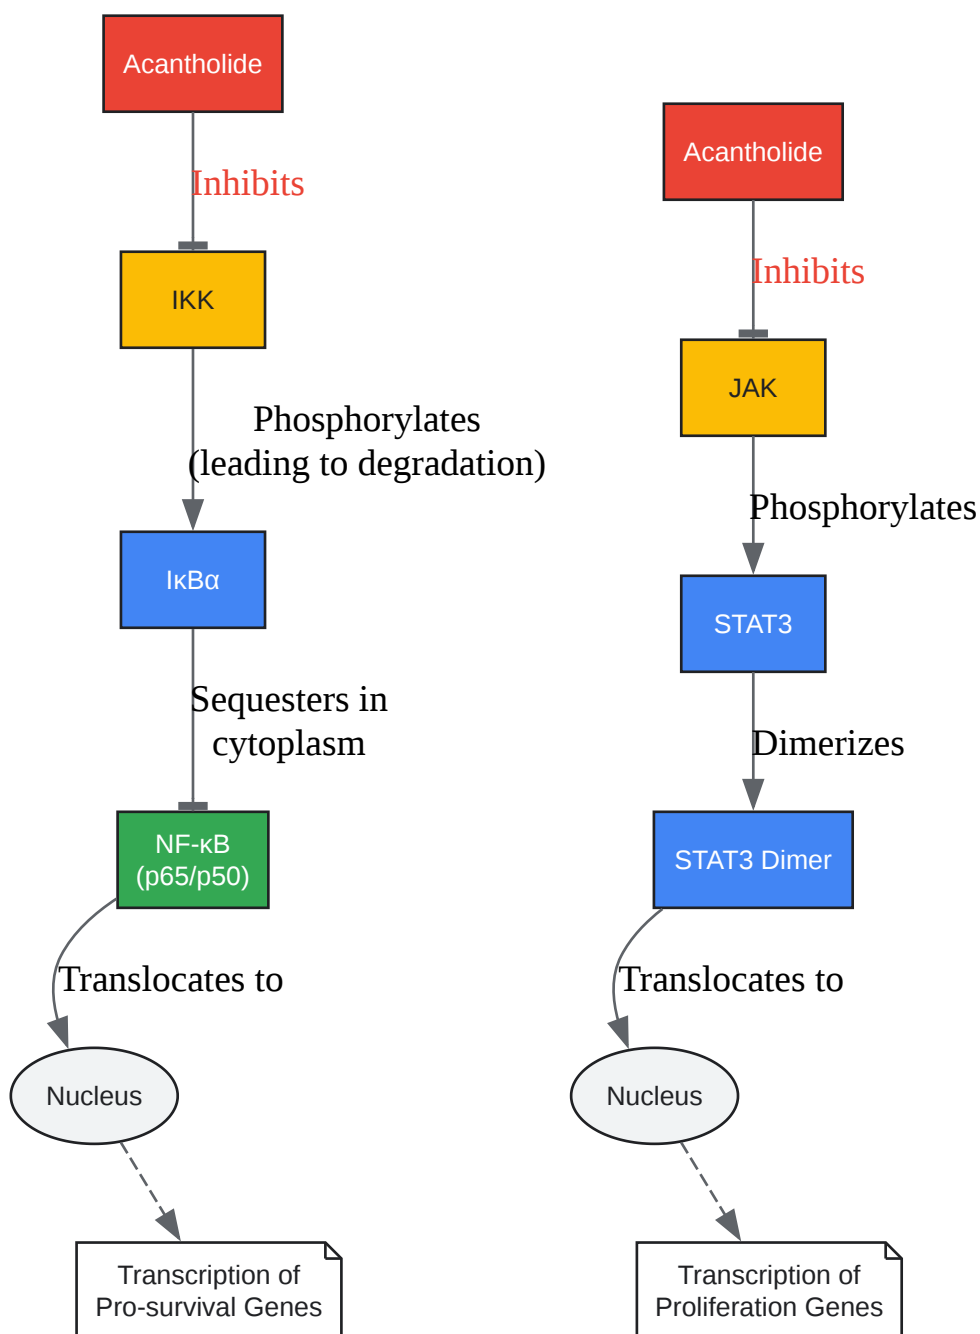 Acantholide
Inhibits
IKK
Phosphorylates
(leading to degradation)
IκBα
Sequesters in
cytoplasm
NF-κB
(p65/p50)
Translocates to
Nucleus
Transcription of
Pro-survival Genes
Acantholide
Inhibits
JAK
Phosphorylates
STAT3
Dimerizes
STAT3 Dimer
Translocates to
Nucleus
Transcription of
Proliferation Genes